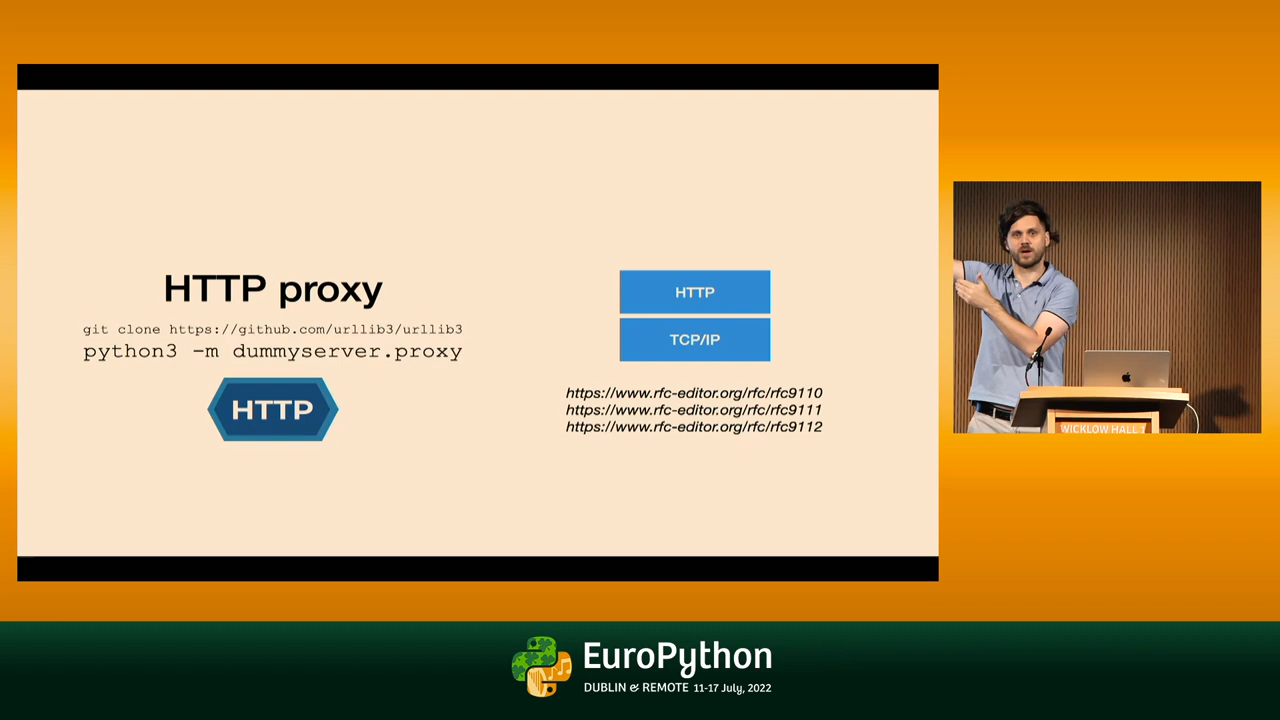 HTTP proxy
git clone https://github.com/urllib3/urllib3
python3 -m dummyserver.proxy
HTTP
HTTP
TCP/IP
https://www.rfc-editor.org/rfc/rfc9110
https://www.rfc-editor.org/rfc/rfc9111
https://www.rfc-editor.org/rfc/rfc9112
WICKLOW HALL 1
EuroPython
DUBLIN & REMOTE 11-17 July, 2022